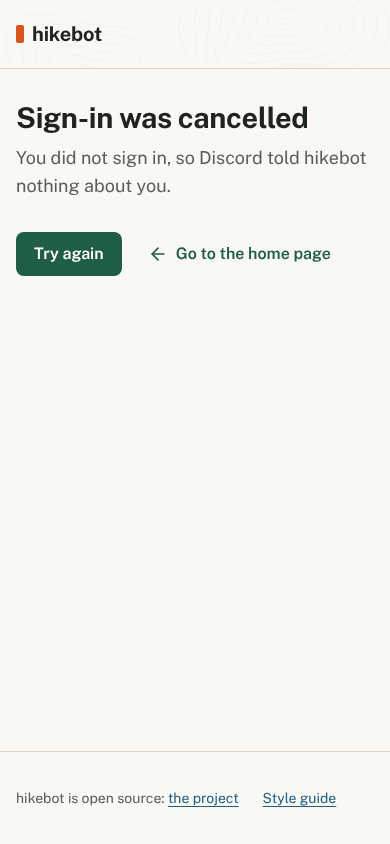 hikebot
Sign-in was cancelled
You did not sign in, so Discord told hikebot
nothing about you.
Try again
← Go to the home page
hikebot is open source: the project
Style guide